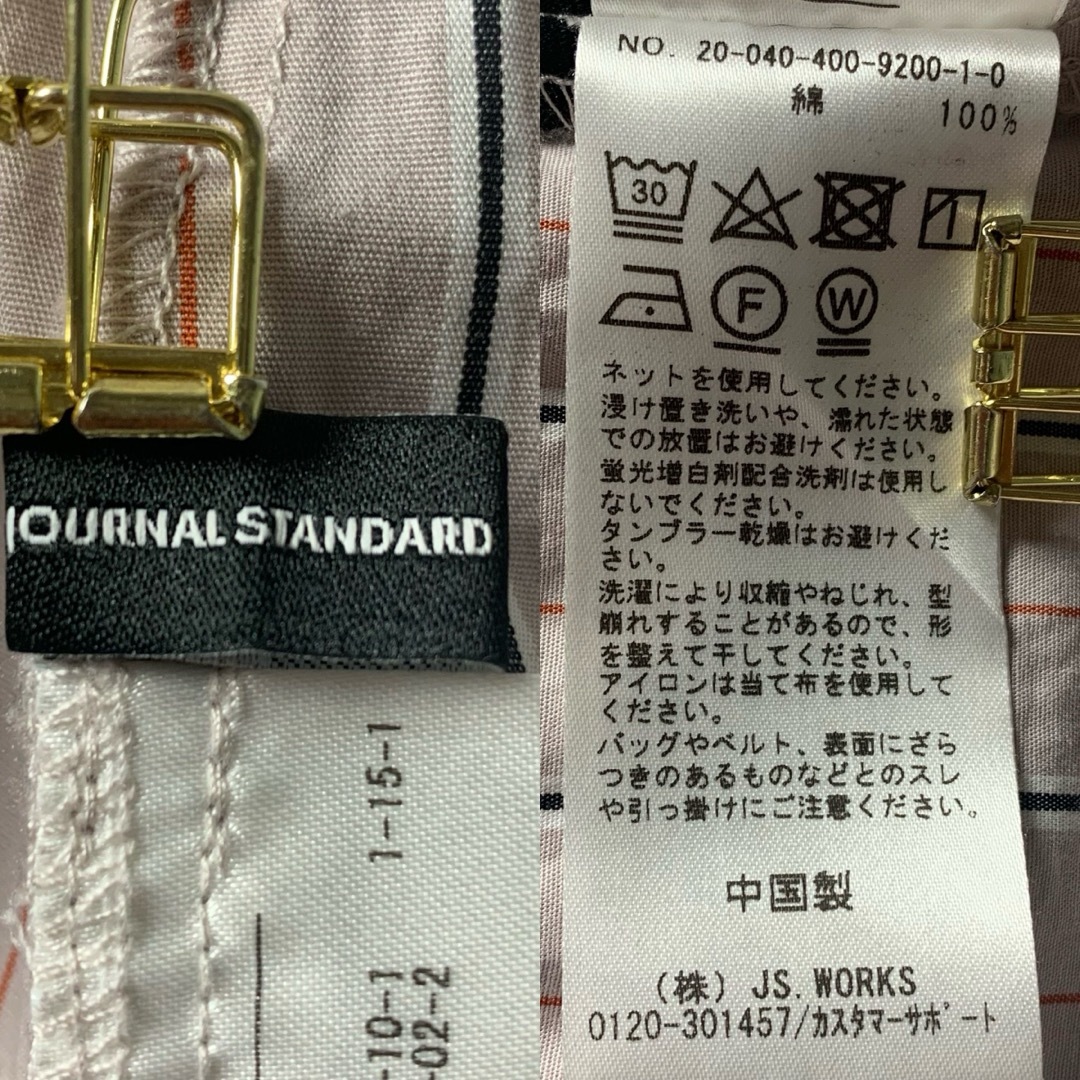 JOURNAL STANDARD
1-15-1
-10-1
-02-2
NO. 20-040-400-9200-1-0
綿 100%
30
1
F
W
ネットを使用してください。
浸け置き洗いや、濡れた状態
での放置はお避けください。
蛍光増白剤配合洗剤は使用し
ないでください。
タンブラー乾燥はお避けくだ
さい。
洗濯により収縮やねじれ、型
崩れすることがあるので、形
を整えて干してください。
アイロンは当て布を使用して
ください。
バッグやベルト、表面にざら
つきのあるものなどとのスレ
や引っ掛けにご注意ください。
中国製
(株) JS. WORKS
0120-301457/カスタマーサポート